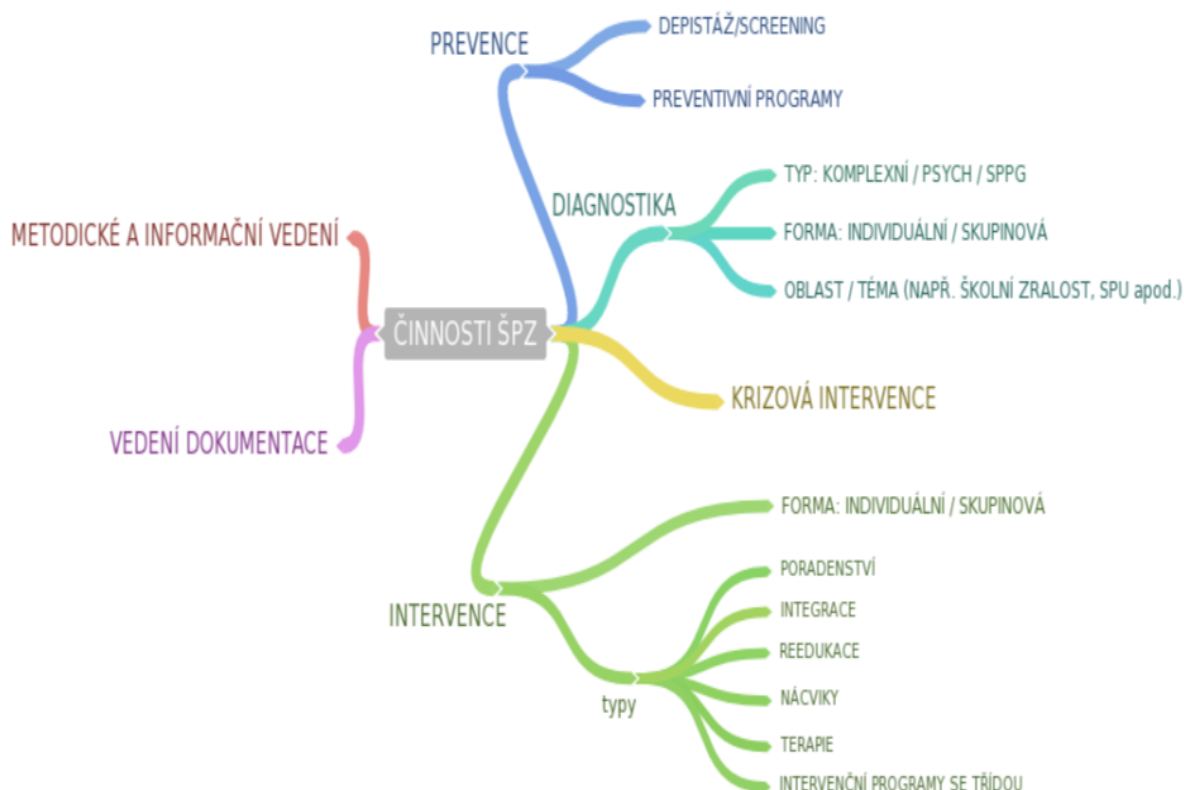 ČINNOSTI ŠPZ
PREVENCE
DEPISTÁŽ/SCREENING
PREVENTIVNÍ PROGRAMY
DIAGNOSTIKA
TYP: KOMPLEXNÍ / PSYCH / SPPG
FORMA: INDIVIDUÁLNÍ / SKUPINOVÁ
OBLAST / TÉMA (NAPŘ. ŠKOLNÍ ZRALOST, SPU apod.)
KRIZOVÁ INTERVENCE
INTERVENCE
FORMA: INDIVIDUÁLNÍ / SKUPINOVÁ
typy
PORADENSTVÍ
INTEGRACE
REEDUKACE
NÁCVIKY
TERAPIE
INTERVENČNÍ PROGRAMY SE TŘÍDOU
METODICKÉ A INFORMAČNÍ VEDENÍ
VEDENÍ DOKUMENTACE